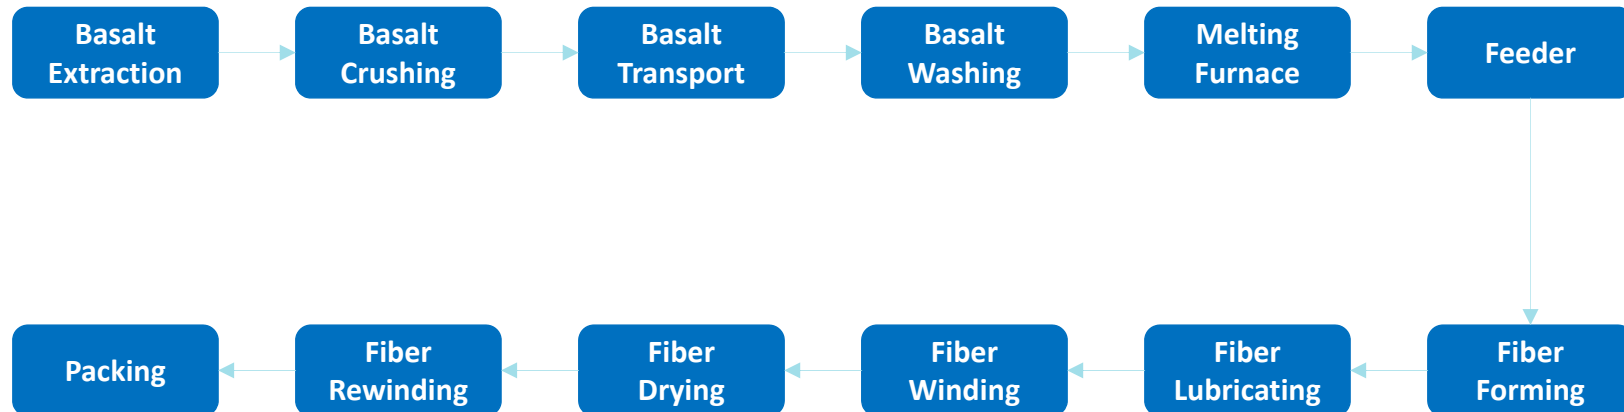 Basalt
Extraction
Basalt
Crushing
Basalt
Transport
Basalt
Washing
Melting
Furnace
Feeder
Packing
Fiber
Rewinding
Fiber
Drying
Fiber
Winding
Fiber
Lubricating
Fiber
Forming